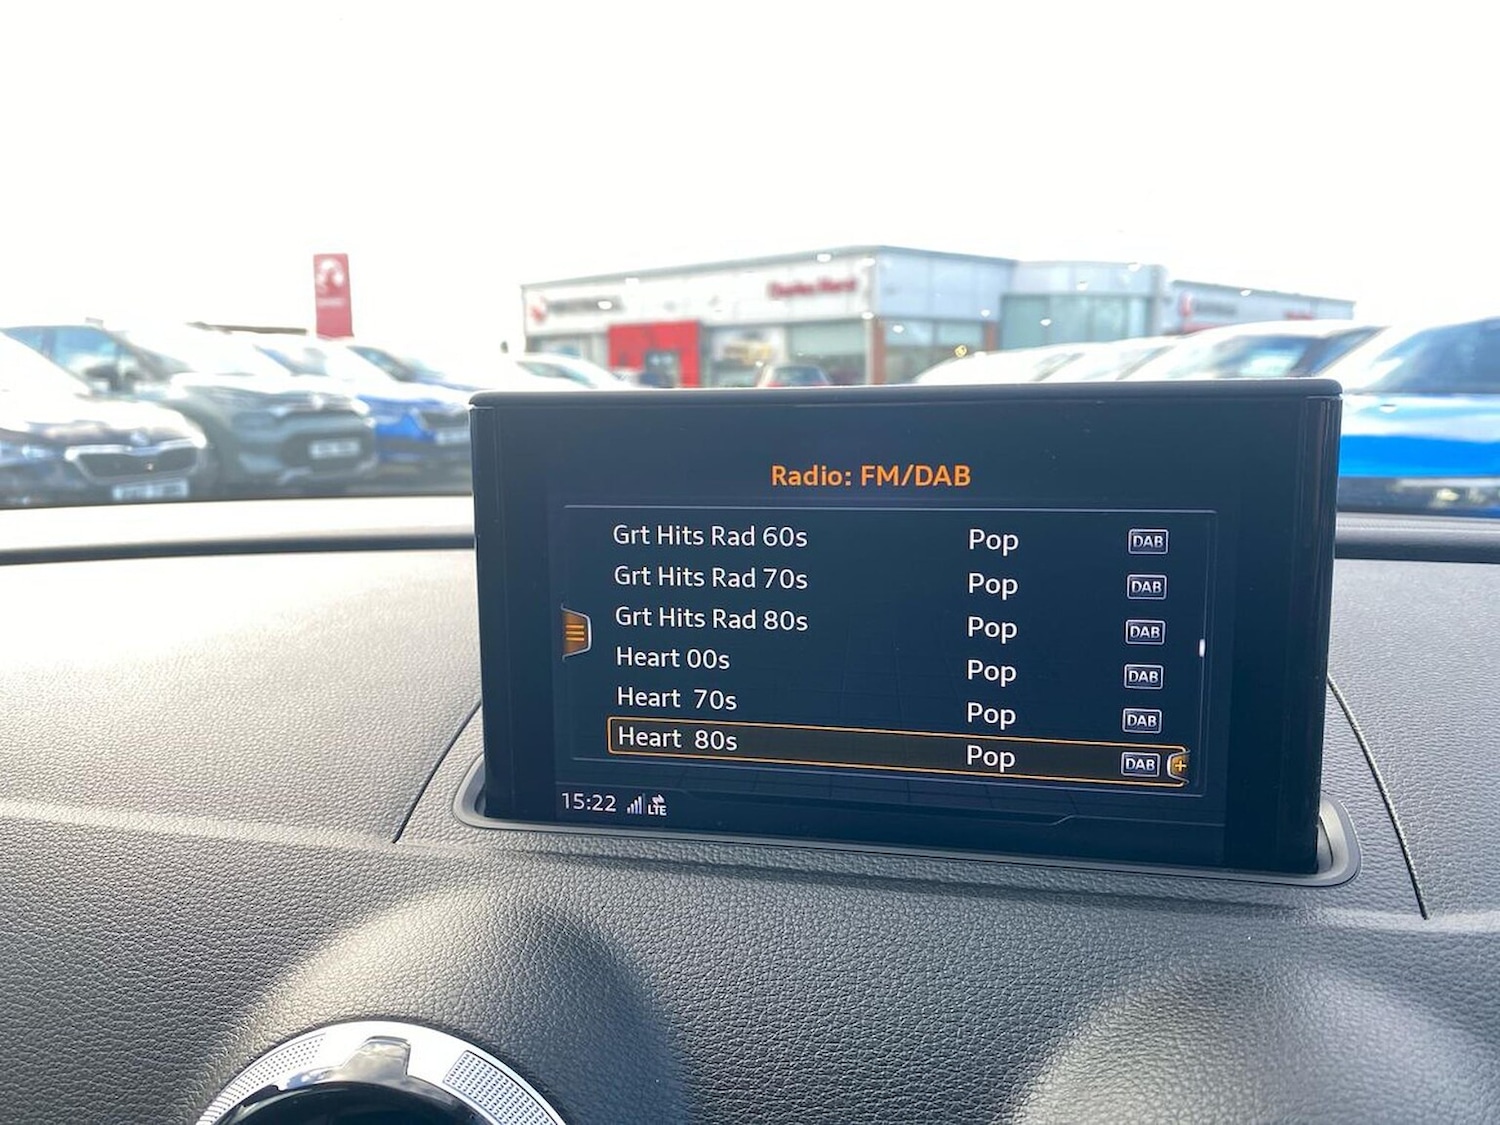 Radio: FM/DAB
Grt Hits Rad 60s Pop DAB
Grt Hits Rad 70s Pop DAB
Grt Hits Rad 80s Pop DAB
Heart 00s Pop DAB
Heart 70s Pop DAB
Heart 80s Pop DAB
15:22 LTE